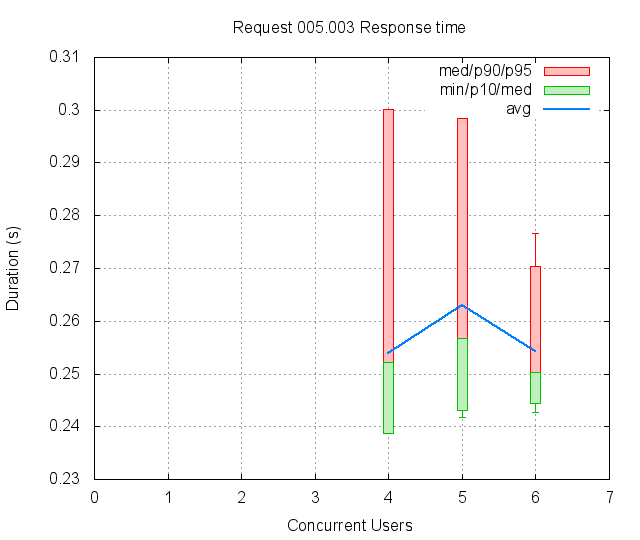 Request 005.003 Response time
0.31
0.3
0.29
0.28
0.27
0.26
0.25
0.24
0.23
Duration (s)
med/p90/p95
min/p10/med
avg
0 1 2 3 4 5 6 7
Concurrent Users